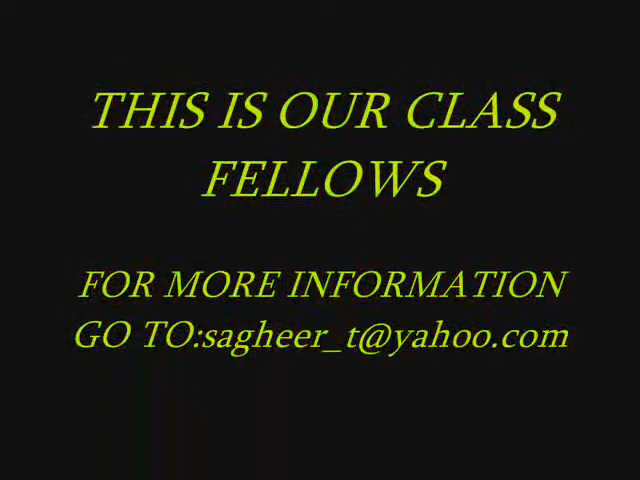 THIS IS OUR CLASS
FELLOWS
FOR MORE INFORMATION
GO TO:sagheer_t@yahoo.com